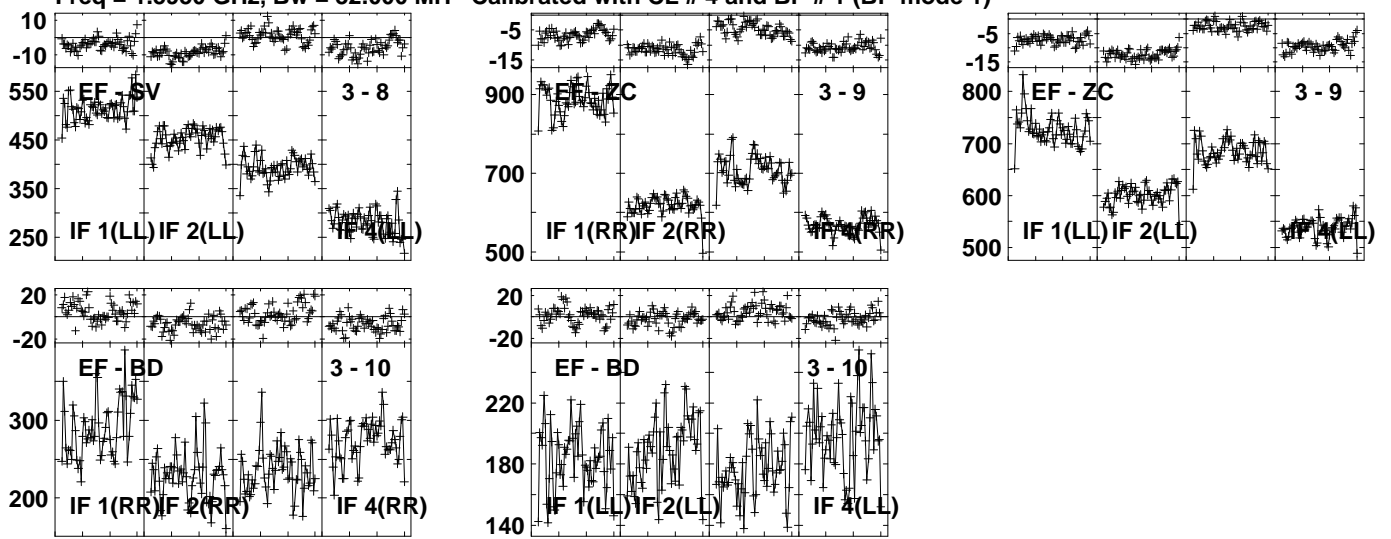 Calibrated with CL # 4 and BP # 1 (BP mode 1)
10
-10
550
450
350
250
EF - SV
3 - 8
IF 1(LL)
IF 2(LL)
IF 4(LL)
-5
-15
900
700
500
EF - ZC
3 - 9
IF 1(RR)
IF 2(RR)
IF 4(RR)
-5
-15
800
700
600
500
EF - ZC
3 - 9
IF 1(LL)
IF 2(LL)
IF 4(LL)
20
-20
300
200
EF - BD
3 - 10
IF 1(RR)
IF 2(RR)
IF 4(RR)
20
-20
220
180
140
EF - BD
3 - 10
IF 1(LL)
IF 2(LL)
IF 4(LL)